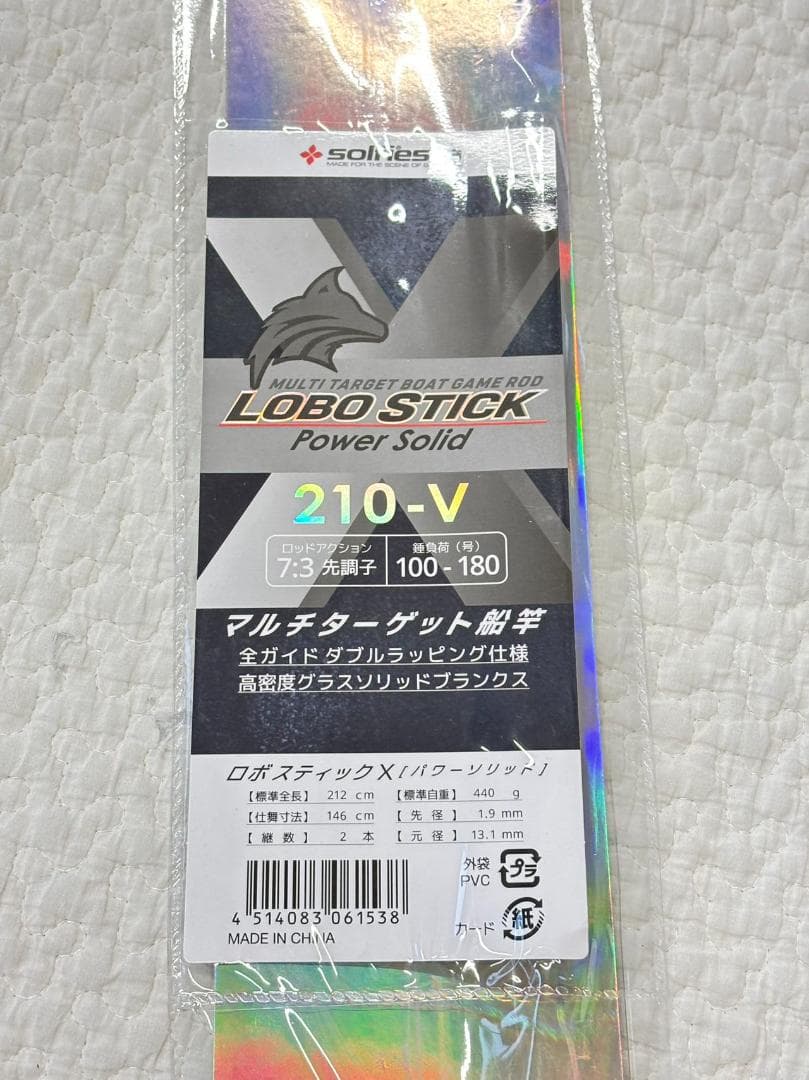 MULTI TARGET BOAT GAME ROD
LOBO STICK
Power Solid
210-V
ロッドアクション
7:3 先調子
錘負荷(号)
100-180
マルチターゲット船竿
全ガイド ダブルラッピング仕様
高密度グラスソリッドブランクス
ロボスティックX[パワーソリッド]
【標準全長】 212 cm 【標準自重】 440 g
【仕舞寸法】 146 cm 【先径】 1.9 mm
【継数】 2 本 【元径】 13.1 mm
外袋
PVC
プラ
カード
紙
4 514083 061538
MADE IN CHINA